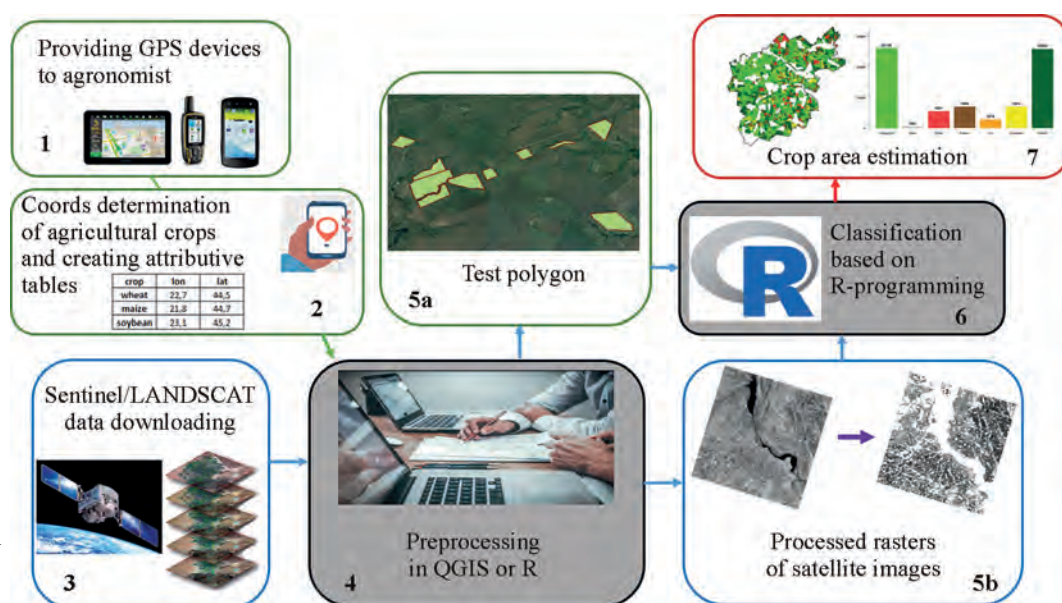 Providing GPS devices
to agronomist
1
Coords determination
of agricultural crops
and creating attributive
tables
crop lon lat
wheat 22,7 44,5
maize 21,8 44,7
soybean 23,1 45,2
2
Sentinel/LANDSCAT
data downloading
3
Preprocessing
in QGIS or R
4
Test polygon
5a
Processed rasters
of satellite images
5b
R
Classification
based on
R-programming
6
Crop area estimation
7